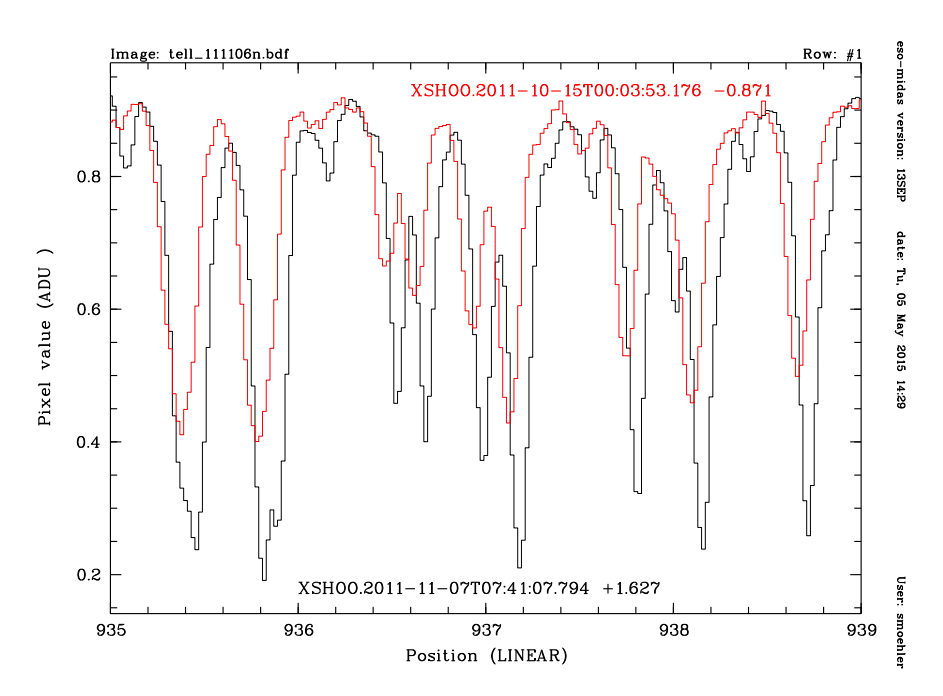 Image: tell_111106n.bdf Row: #1
XSHOO.2011-10-15T00:03:53.176 -0.871
0.8
0.6
0.4
0.2
Pixel value (ADU )
XSHOO.2011-11-07T07:41:07.794 +1.627
935 936 937 938 939
Position (LINEAR)
eso-midas version: 13SEP date: Tu, 05 May 2015 14:29 User: smoehler